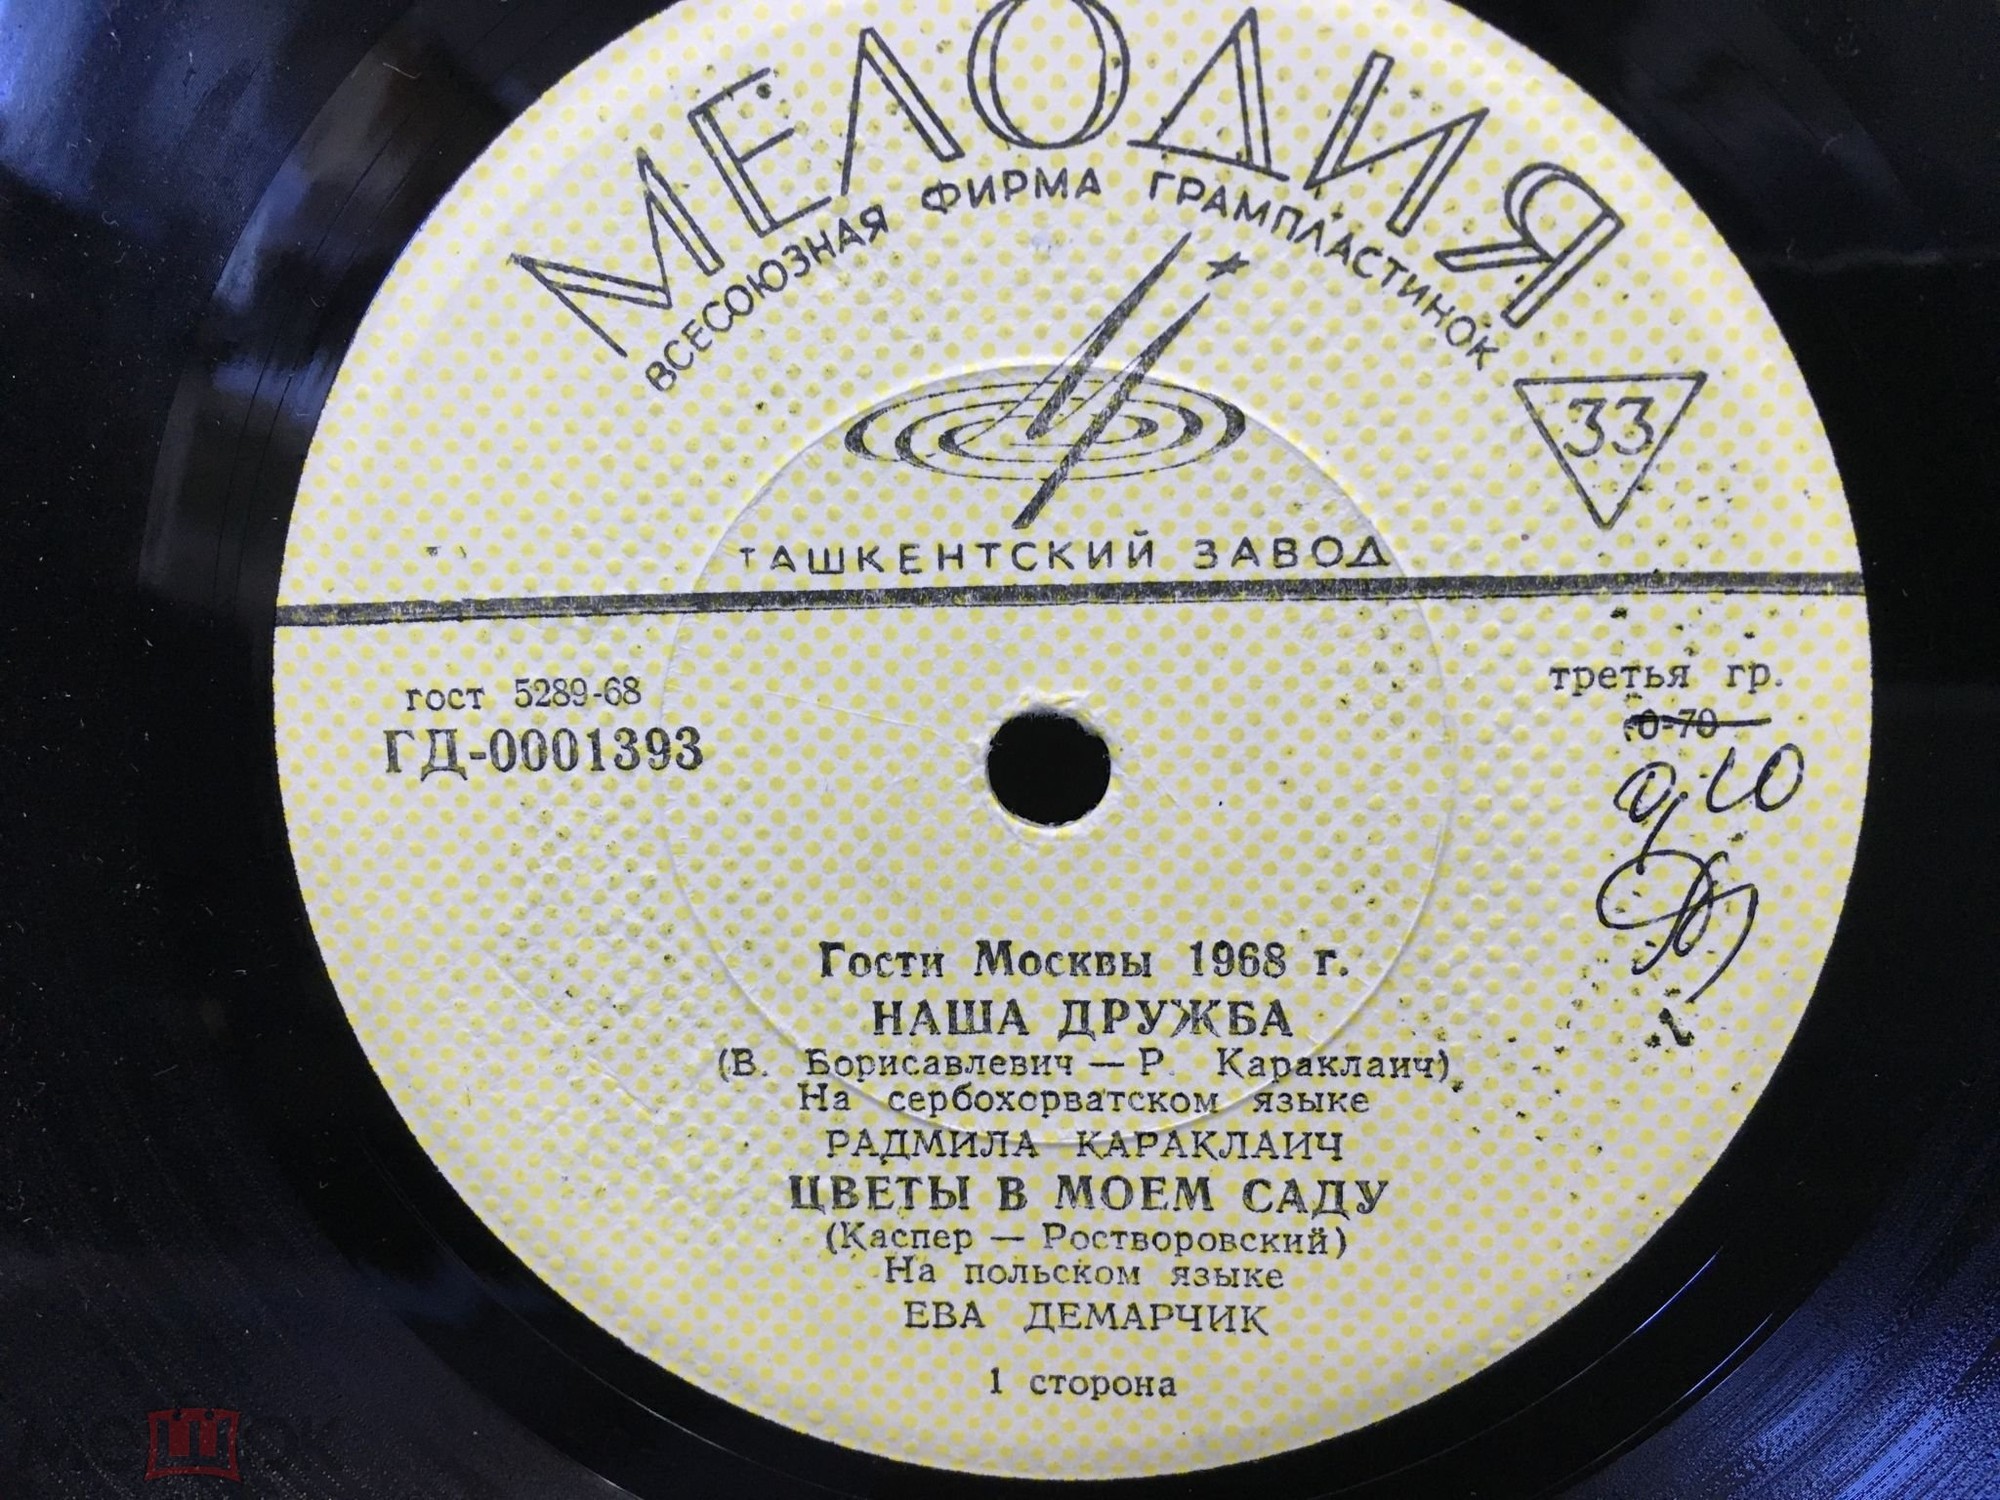 МЕЛОДИЯ
ВСЕСОЮЗНАЯ ФИРМА ГРАМПЛАСТИНОК
33
ТАШКЕНТСКИЙ ЗАВОД
гост 5289-68
ГД-0001393
третья гр.
0-70
Гости Москвы 1968 г.
НАША ДРУЖБА
(В. Борисавлевич — Р. Караклаич)
На сербохорватском языке
РАДМИЛА КАРАКЛАИЧ
ЦВЕТЫ В МОЕМ САДУ
(Каспер — Ростворовский)
На польском языке
ЕВА ДЕМАРЧИК
1 сторона
мешок